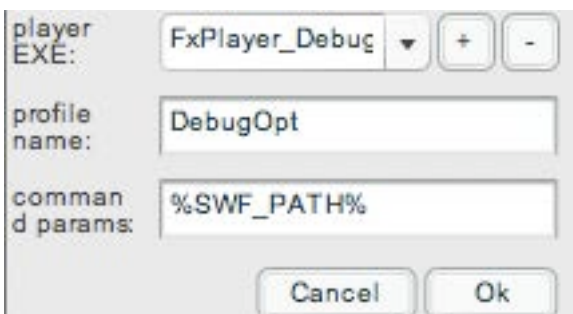 player
EXE:
FxPlayer_Debug
+ -
profile
name:
DebugOpt
comman
d params:
%SWF_PATH%
Cancel Ok